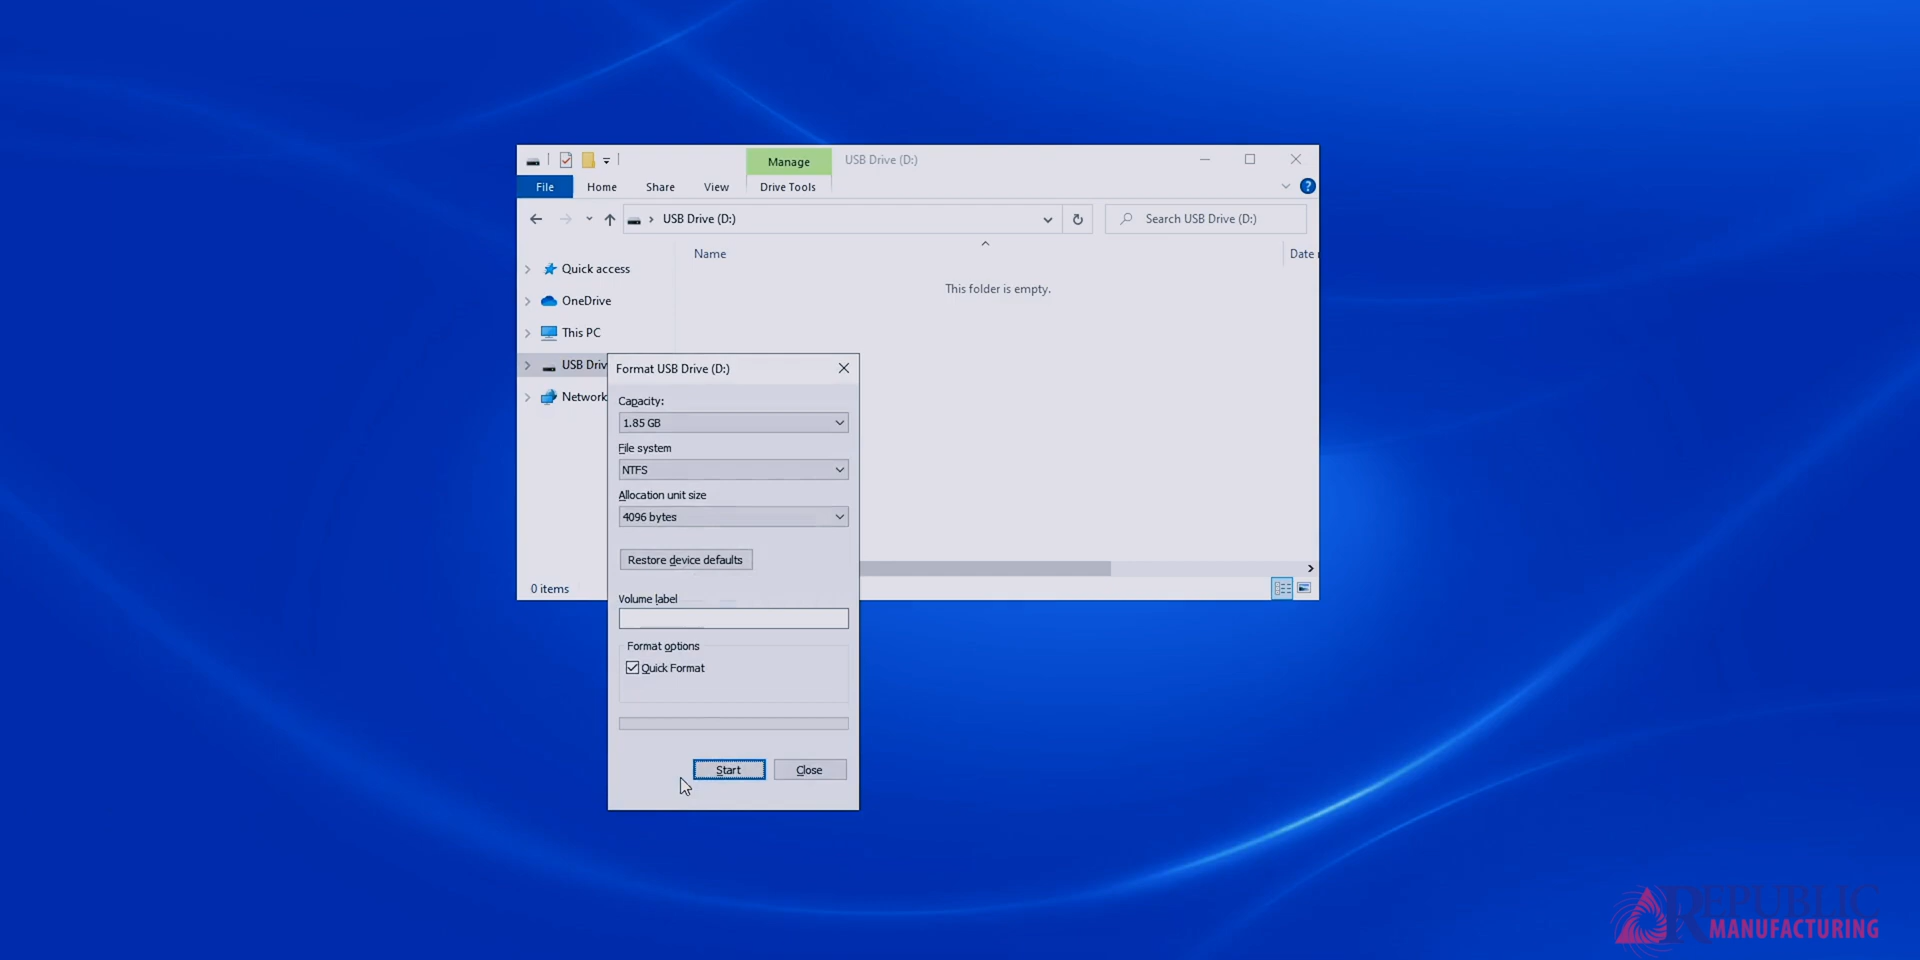 Manage
USB Drive (D:)
File
Home
Share
View
Drive Tools
USB Drive (D:)
Search USB Drive (D:)
Name
Date
Quick access
This folder is empty.
OneDrive
This PC
USB Driv
Network
Format USB Drive (D:)
Capacity:
1.85 GB
File system
NTFS
Allocation unit size
4096 bytes
Restore device defaults
0 items
Volume label
Format options
Quick Format
Start
Close
REPUBLIC
MANUFACTURING